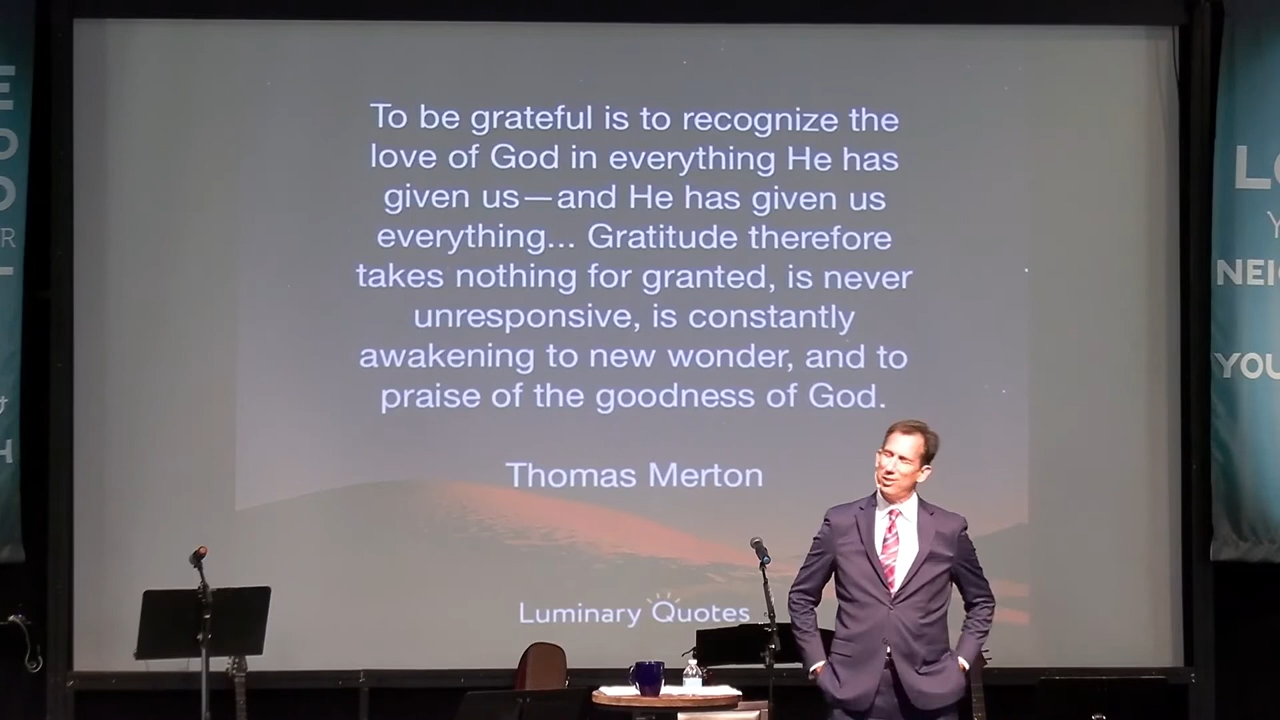 To be grateful is to recognize the
love of God in everything He has
given us—and He has given us
everything... Gratitude therefore
takes nothing for granted, is never
unresponsive, is constantly
awakening to new wonder, and to
praise of the goodness of God.
Thomas Merton
Luminary Quotes